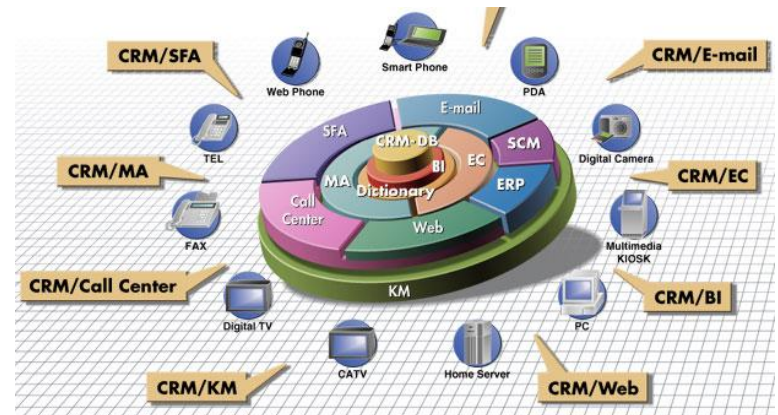 CRM/SFA
Web Phone
Smart Phone
PDA
CRM/E-mail
TEL
SFA
E-mail
CRM-DB
SCM
Digital Camera
CRM/MA
MA
BI
EC
Dictionary
ERP
CRM/EC
FAX
Call
Center
Web
Multimedia
KIOSK
CRM/Call Center
KM
CRM/BI
Digital TV
PC
CATV
Home Server
CRM/KM
CRM/Web